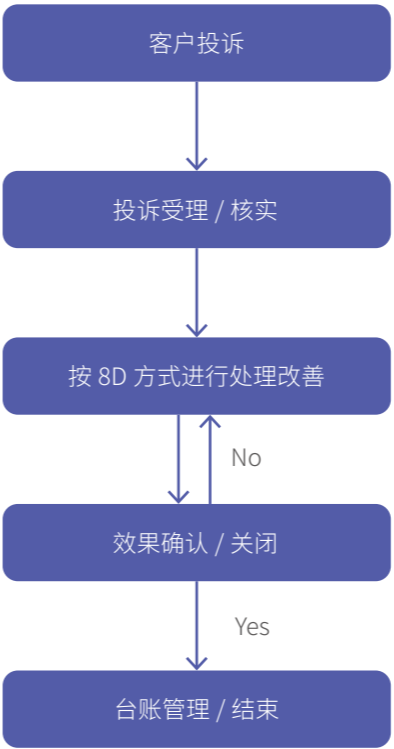 客户投诉
投诉受理 / 核实
按 8D 方式进行处理改善
No
效果确认 / 关闭
Yes
台账管理 / 结束